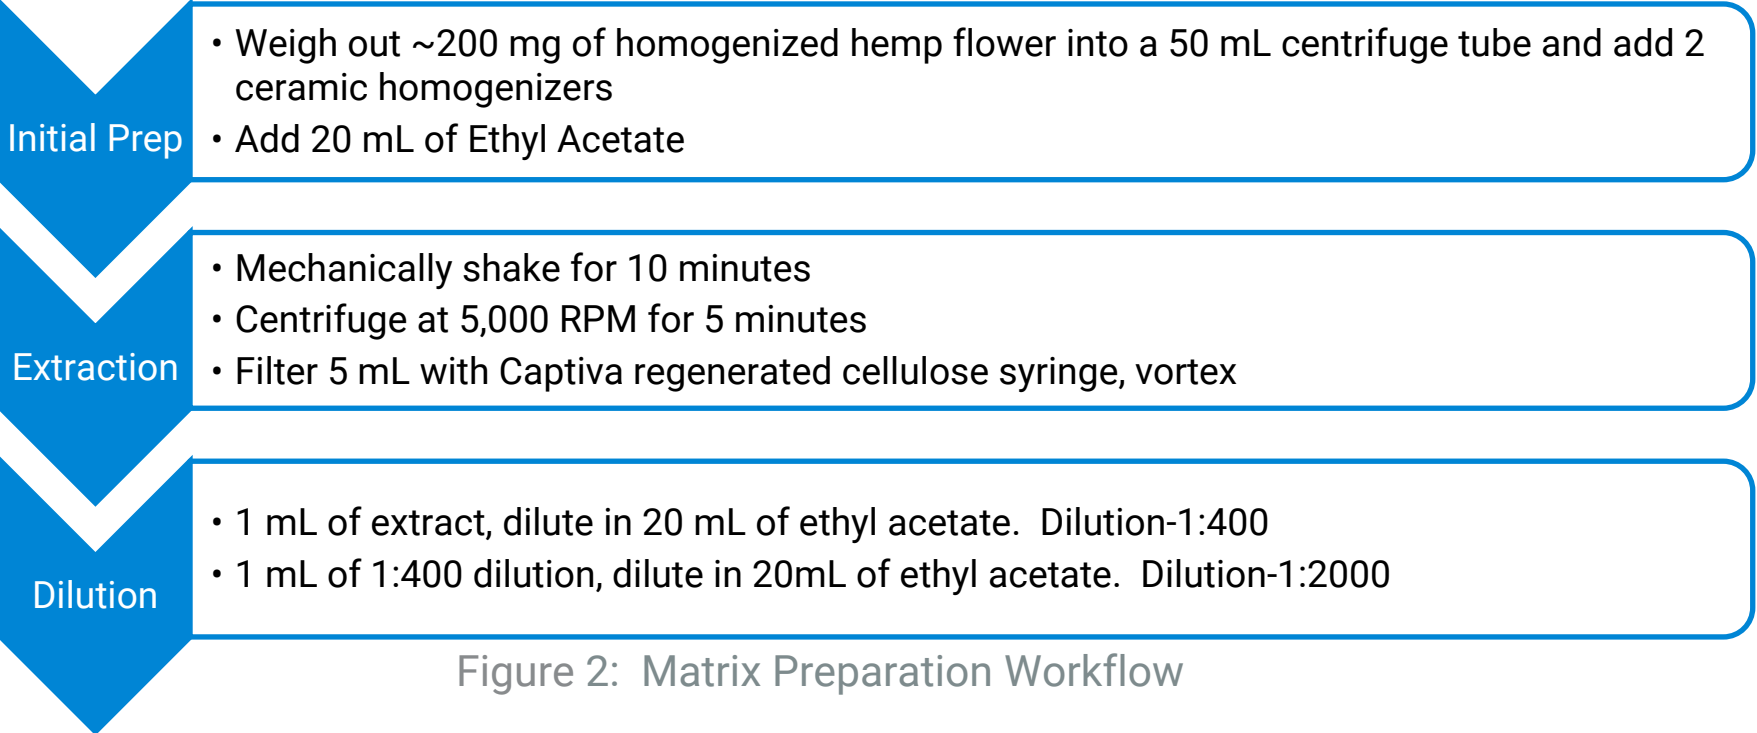 Initial Prep
• Weigh out ~200 mg of homogenized hemp flower into a 50 mL centrifuge tube and add 2
ceramic homogenizers
• Add 20 mL of Ethyl Acetate
Extraction
• Mechanically shake for 10 minutes
• Centrifuge at 5,000 RPM for 5 minutes
• Filter 5 mL with Captiva regenerated cellulose syringe, vortex
Dilution
• 1 mL of extract, dilute in 20 mL of ethyl acetate.  Dilution-1:400
• 1 mL of 1:400 dilution, dilute in 20mL of ethyl acetate.  Dilution-1:2000
Figure 2:  Matrix Preparation Workflow